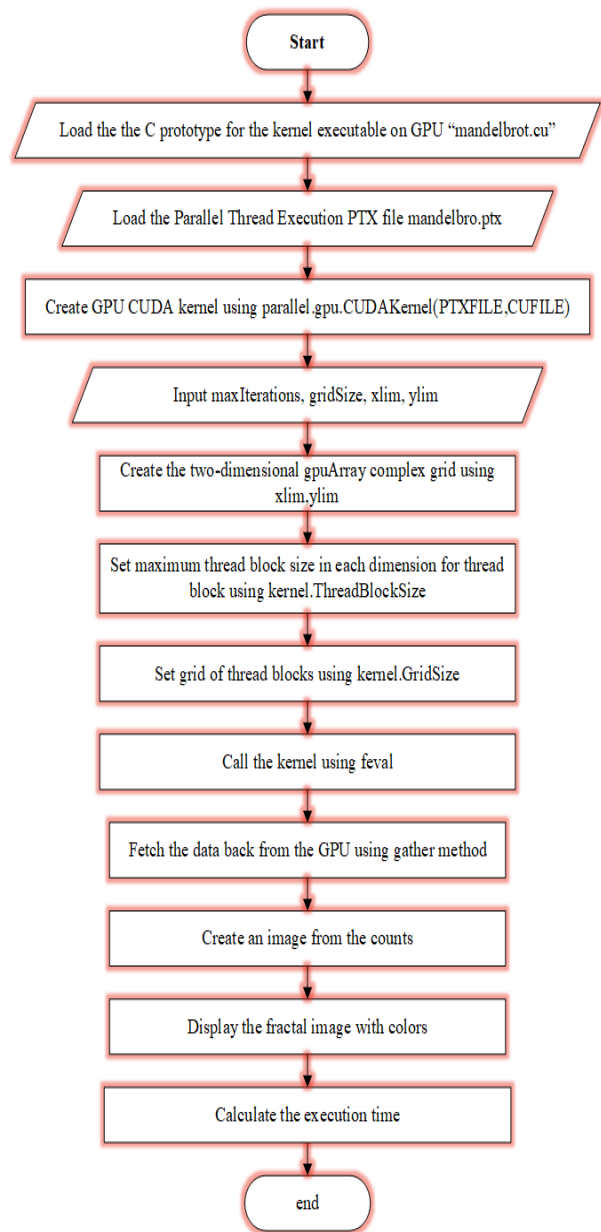 Start
Load the the C prototype for the kernel executable on GPU “mandelbrot.cu”
Load the Parallel Thread Execution PTX file mandelbro.ptx
Create GPU CUDA kernel using parallel.gpu.CUDAKernel(PTXFILE,CUFILE)
Input maxIterations, gridSize, xlim, ylim
Create the two-dimensional gpuArray complex grid using
xlim,ylim
Set maximum thread block size in each dimension for thread
block using kernel.ThreadBlockSize
Set grid of thread blocks using kernel.GridSize
Call the kernel using feval
Fetch the data back from the GPU using gather method
Create an image from the counts
Display the fractal image with colors
Calculate the execution time
end